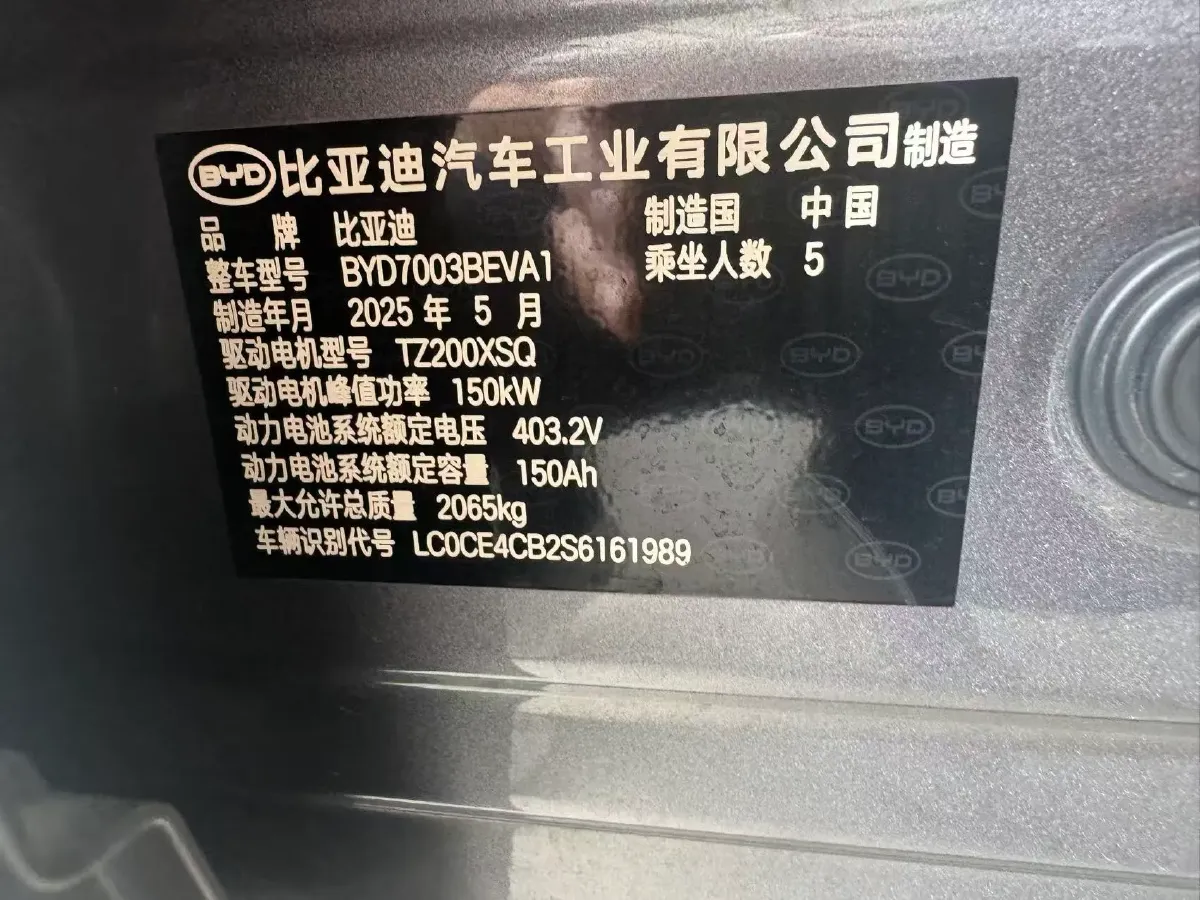 BYD 比亚迪汽车工业有限公司制造
品牌 比亚迪 制造国 中国
整车型号 BYD7003BEVA1 乘坐人数 5
制造年月 2025 年 5 月
驱动电机型号 TZ200XSQ
驱动电机峰值功率 150kW
动力电池系统额定电压 403.2V
动力电池系统额定容量 150Ah
最大允许总质量 2065kg
车辆识别代号 LC0CE4CB2S6161989